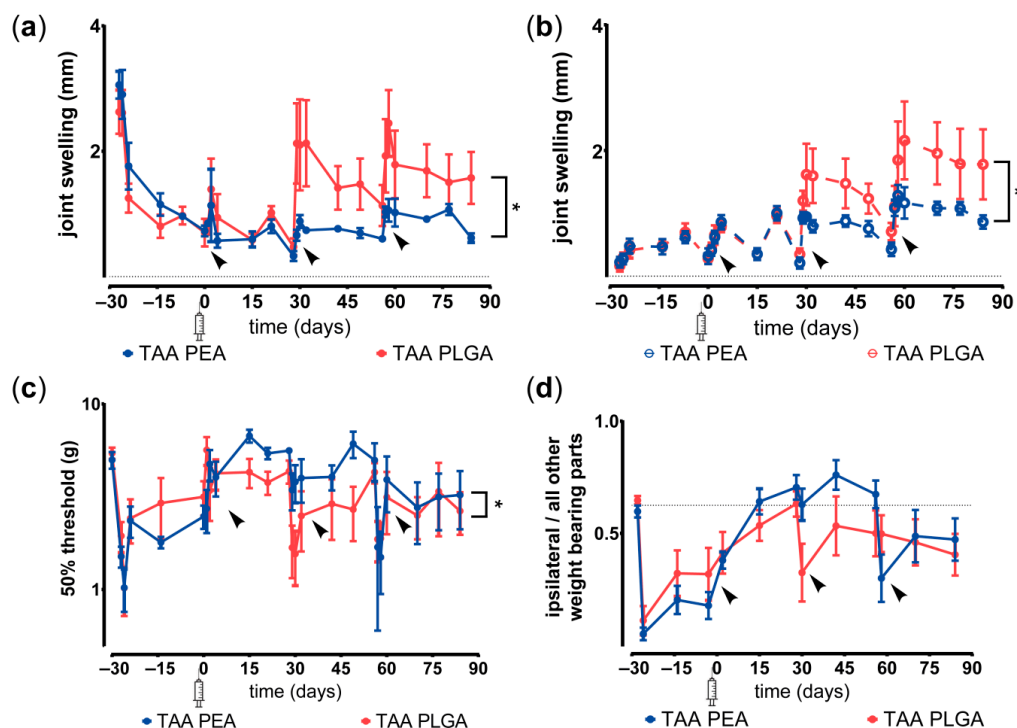 (a)
joint swelling (mm)
4
2
−30 −15 0 15 30 45 60 75 90
time (days)
*
TAA PEA TAA PLGA
(b)
joint swelling (mm)
4
2
−30 −15 0 15 30 45 60 75 90
time (days)
*
TAA PEA TAA PLGA
(c)
50% threshold (g)
10
1
−30 −15 0 15 30 45 60 75 90
time (days)
*
TAA PEA TAA PLGA
(d)
ipsilateral / all other
weight bearing parts
1.0
0.5
0.0
−30 −15 0 15 30 45 60 75 90
time (days)
TAA PEA TAA PLGA